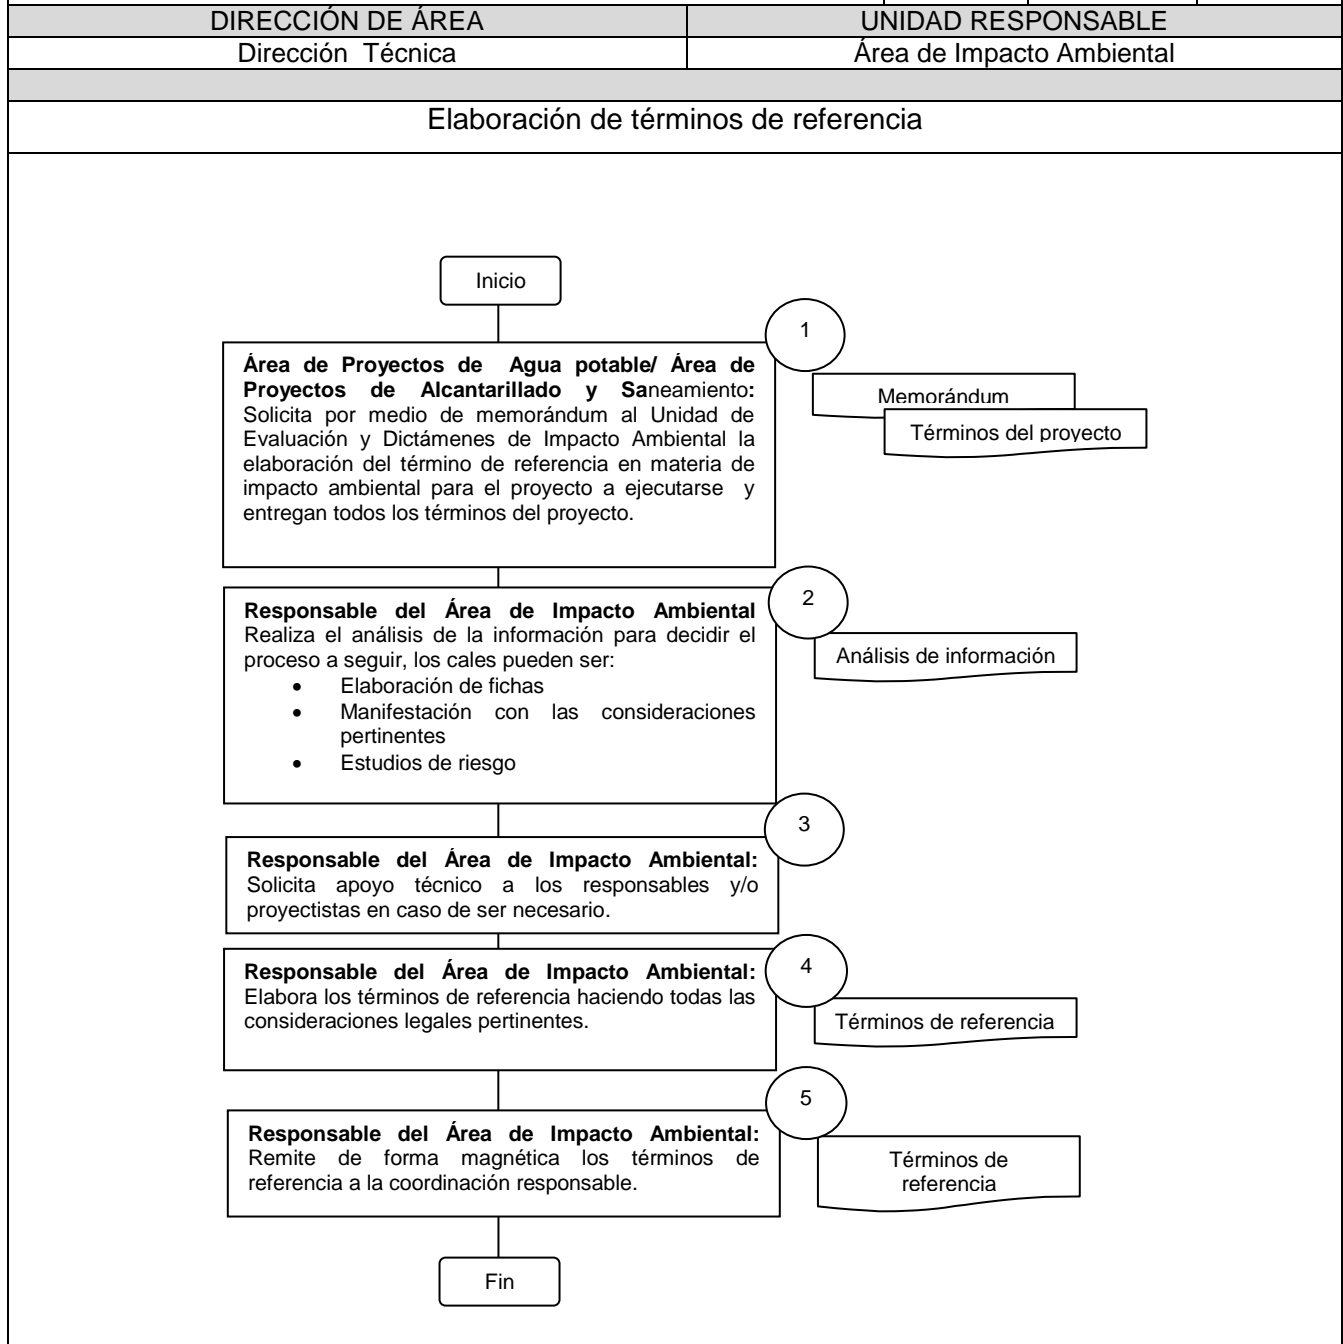 DIRECCIÓN DE ÁREA
UNIDAD RESPONSABLE
Dirección Técnica
Área de Impacto Ambiental
Elaboración de términos de referencia
Inicio
1
Área de Proyectos de Agua potable/ Área de
Proyectos de Alcantarillado y Saneamiento:
Solicita por medio de memorándum al Unidad de
Evaluación y Dictámenes de Impacto Ambiental la
elaboración del término de referencia en materia de
impacto ambiental para el proyecto a ejecutarse y
entregan todos los términos del proyecto.
Memorándum
Términos del proyecto
2
Responsable del Área de Impacto Ambiental
Realiza el análisis de la información para decidir el
proceso a seguir, los cales pueden ser:
• Elaboración de fichas
• Manifestación con las consideraciones
pertinentes
• Estudios de riesgo
Análisis de información
3
Responsable del Área de Impacto Ambiental:
Solicita apoyo técnico a los responsables y/o
proyectistas en caso de ser necesario.
4
Responsable del Área de Impacto Ambiental:
Elabora los términos de referencia haciendo todas las
consideraciones legales pertinentes.
Términos de referencia
5
Responsable del Área de Impacto Ambiental:
Remite de forma magnética los términos de
referencia a la coordinación responsable.
Términos de
referencia
Fin